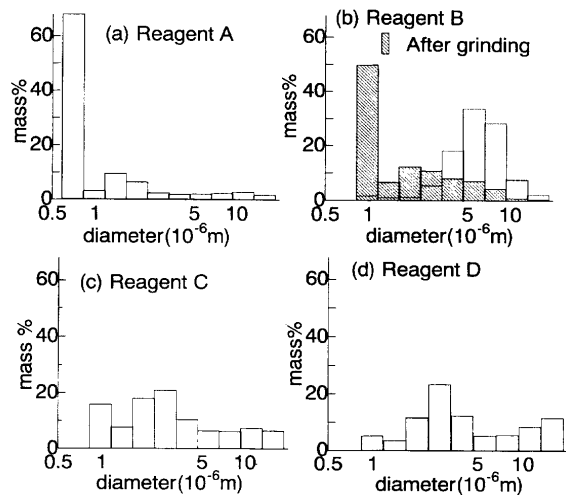 (a) Reagent A
60
40
20
0
mass%
0.5 1 5 10
diameter(10⁻⁶m)
(b) Reagent B
After grinding
60
40
20
0
mass%
0.5 1 5 10
diameter(10⁻⁶m)
(c) Reagent C
60
40
20
0
mass %
0.5 1 5 10
diameter(10⁻⁶m)
(d) Reagent D
60
40
20
0
mass%
0.5 1 5 10
diameter(10⁻⁶m)